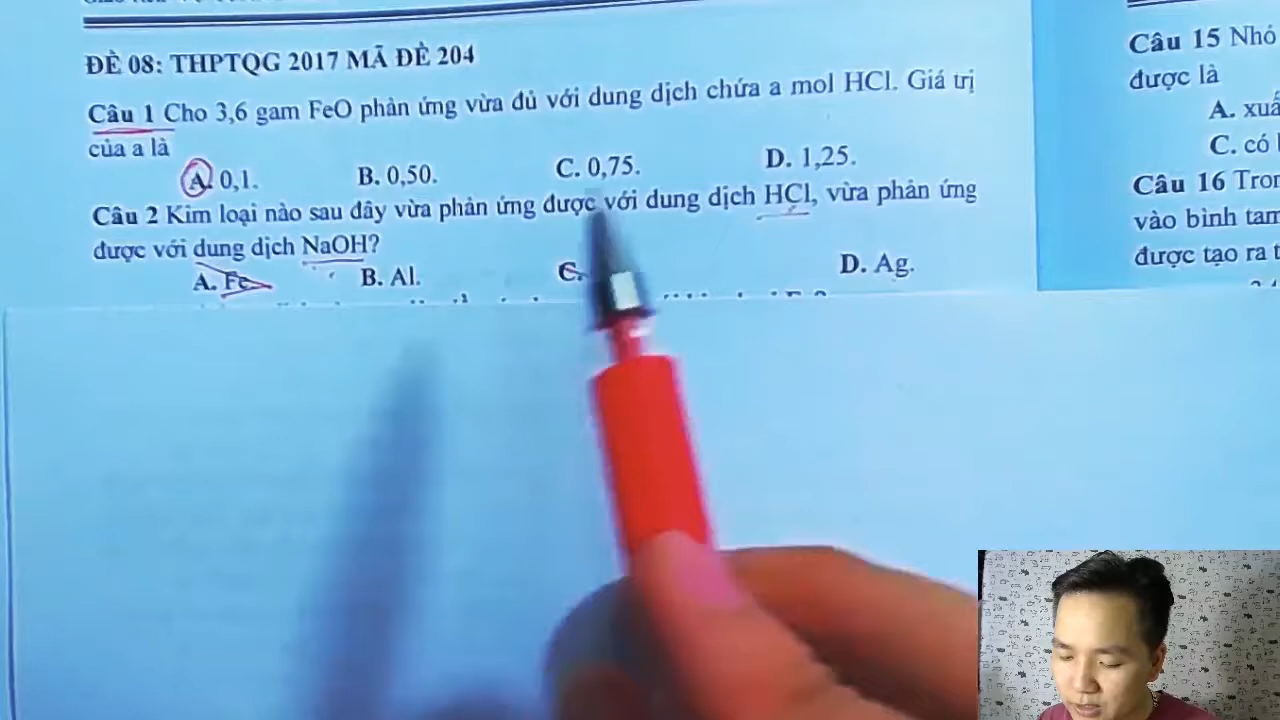 ĐỀ 08: THPTQG 2017 MÃ ĐỀ 204
Câu 1 Cho 3,6 gam FeO phản ứng vừa đủ với dung dịch chứa a mol HCl. Giá trị
của a là
A. 0,1. B. 0,50. C. 0,75. D. 1,25.
Câu 2 Kim loại nào sau đây vừa phản ứng được với dung dịch HCl, vừa phản ứng
được với dung dịch NaOH?
A. Fe B. Al. C. D. Ag.
Câu 15 Nhỏ
được là
A. xuấ
C. có
Câu 16 Tron
vào bình tam
được tạo ra t